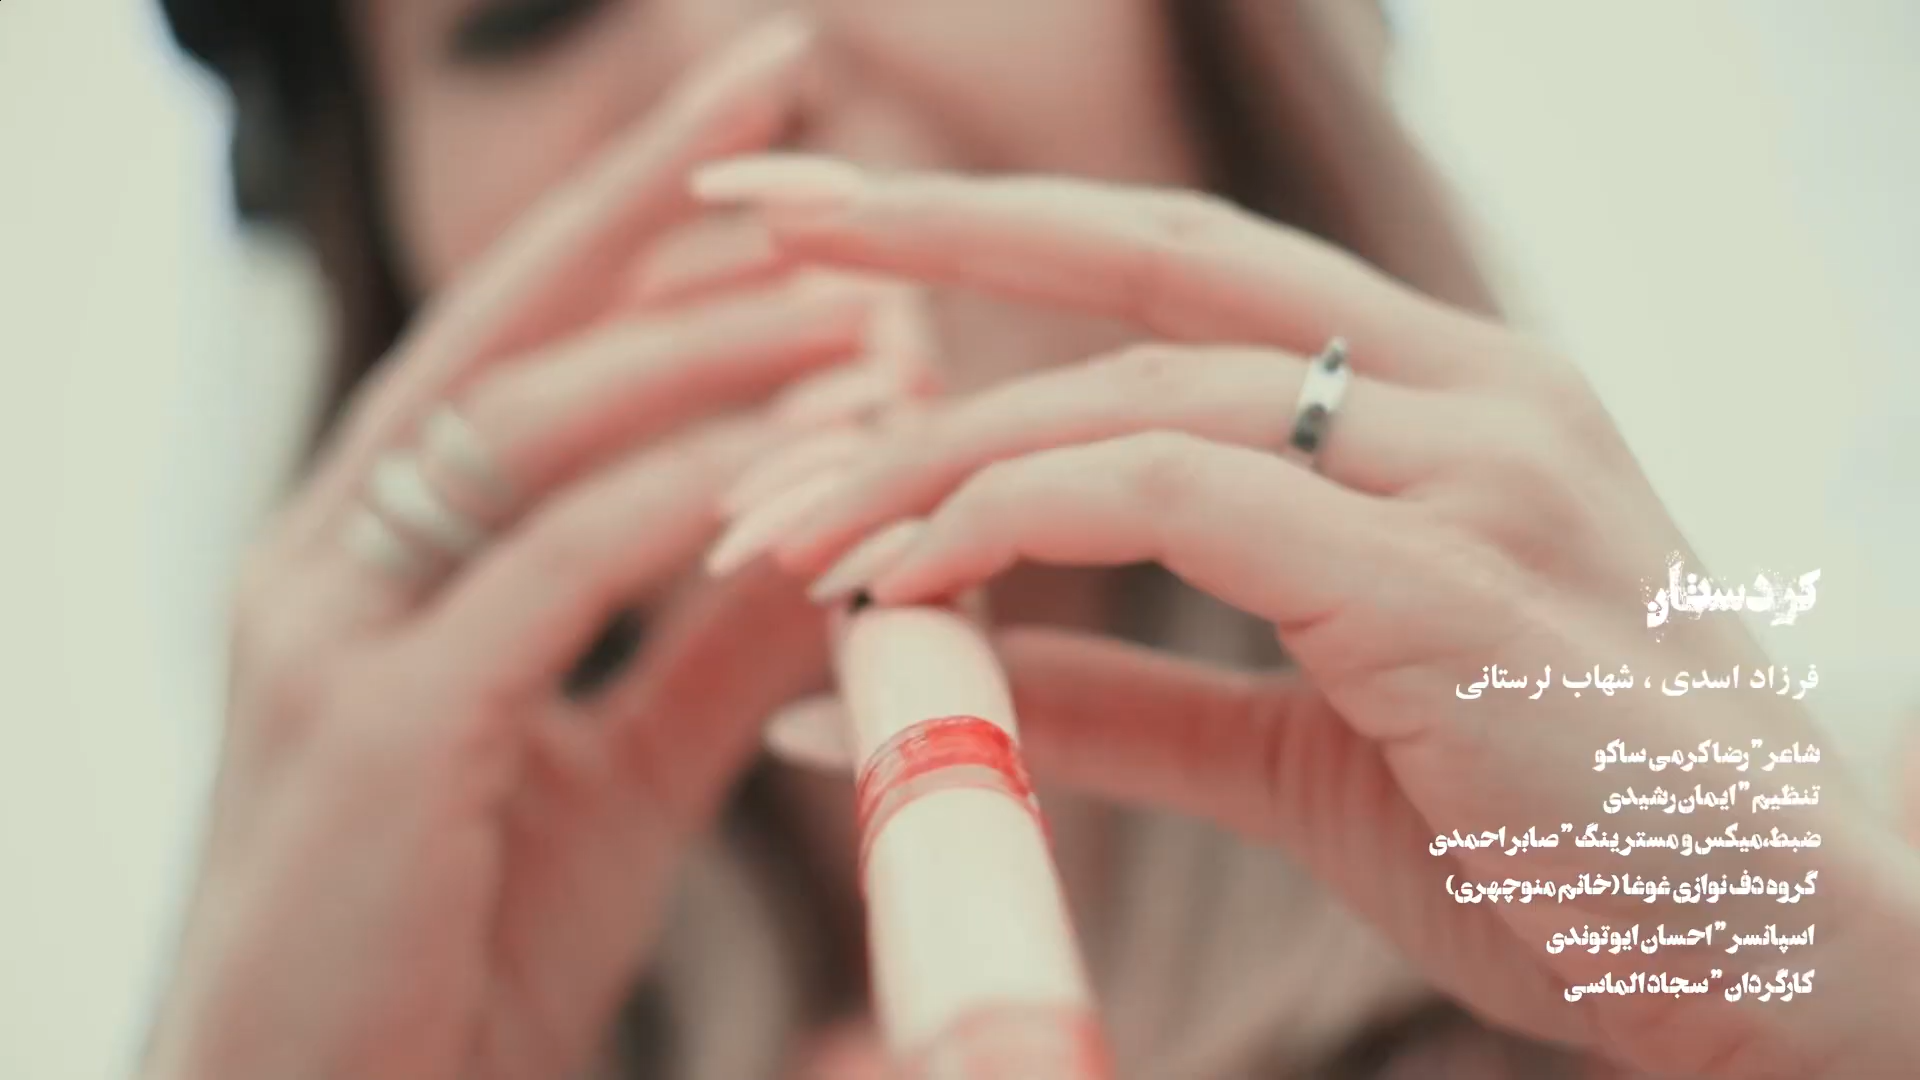 کردستان
فرزاد اسدی ، شهاب لرستانی
شاعر " رضا کرمی ساکو
تنظیم " ایمان رشیدی
ضبط،میکس و مسترینگ " صابر احمدی
گروه دف نوازی غوغا (خانم منوچهری)
اسپانسر " احسان ایوتوندی
کارگردان " سجاد الماسی